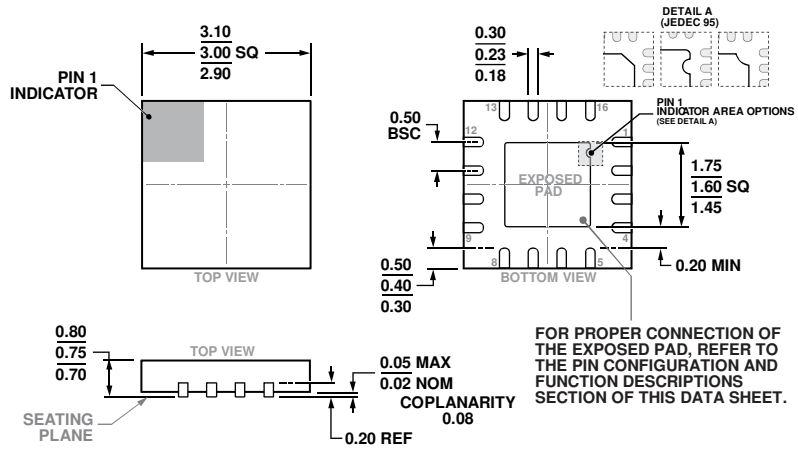 DETAIL A
(JEDEC 95)
3.10
3.00 SQ
2.90
0.30
0.23
0.18
PIN 1
INDICATOR
PIN 1
INDICATOR AREA OPTIONS
(SEE DETAIL A)
13
16
0.50
BSC
12
1
EXPOSED
PAD
1.75
1.60 SQ
1.45
9
4
TOP VIEW
0.50
0.40
0.30
8
5
BOTTOM VIEW
0.20 MIN
FOR PROPER CONNECTION OF
THE EXPOSED PAD, REFER TO
THE PIN CONFIGURATION AND
FUNCTION DESCRIPTIONS
SECTION OF THIS DATA SHEET.
0.80
0.75
0.70
TOP VIEW
0.05 MAX
0.02 NOM
COPLANARITY
0.08
SEATING
PLANE
0.20 REF